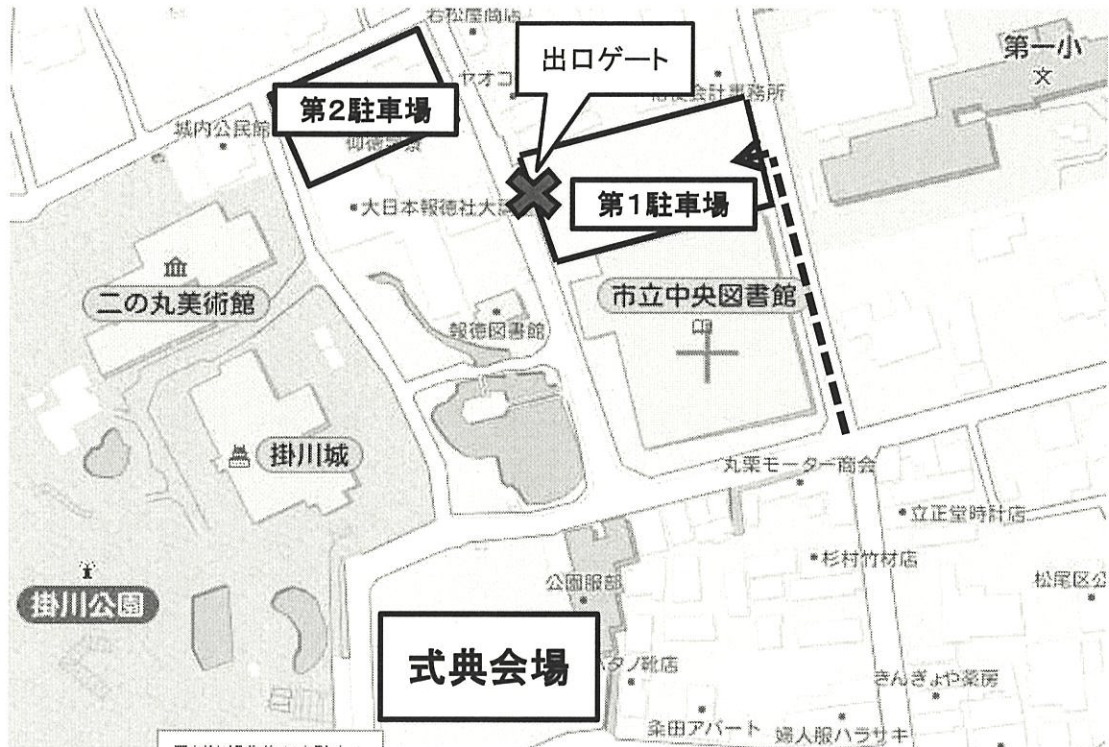 出口ゲート
第一小
ヤオコ
第2駐車場
城内公民館
第1駐車場
大日本報徳社大
二の丸美術館
市立中央図書館
報徳図書館
掛川城
丸栗モーター商会
立正堂時計店
杉村竹材店
松尾区公
公園服部
掛川公園
式典会場
タノ靴店
きんぎょや薬房
粂田アパート
婦人服ハラサキ